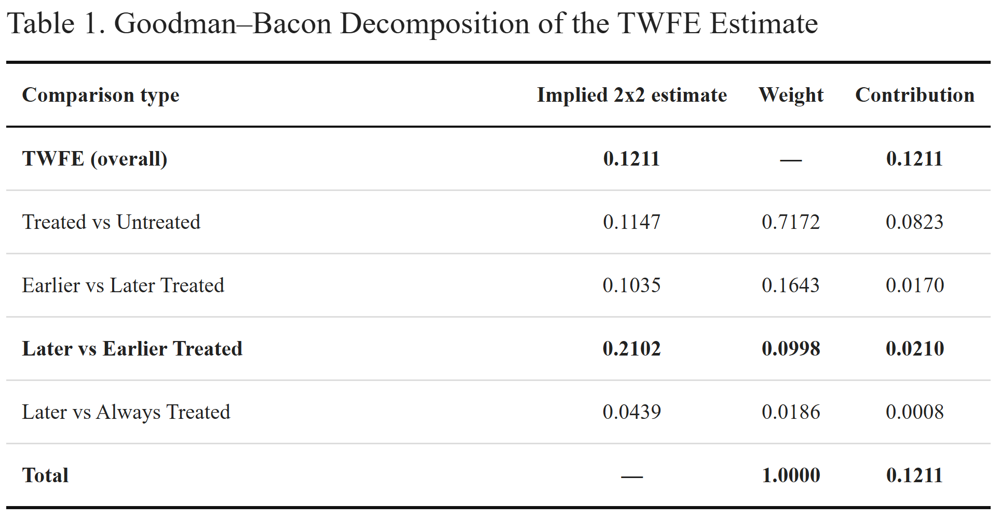 Table 1. Goodman–Bacon Decomposition of the TWFE Estimate
Comparison type Implied 2x2 estimate Weight Contribution
TWFE (overall) 0.1211 — 0.1211
Treated vs Untreated 0.1147 0.7172 0.0823
Earlier vs Later Treated 0.1035 0.1643 0.0170
Later vs Earlier Treated 0.2102 0.0998 0.0210
Later vs Always Treated 0.0439 0.0186 0.0008
Total — 1.0000 0.1211